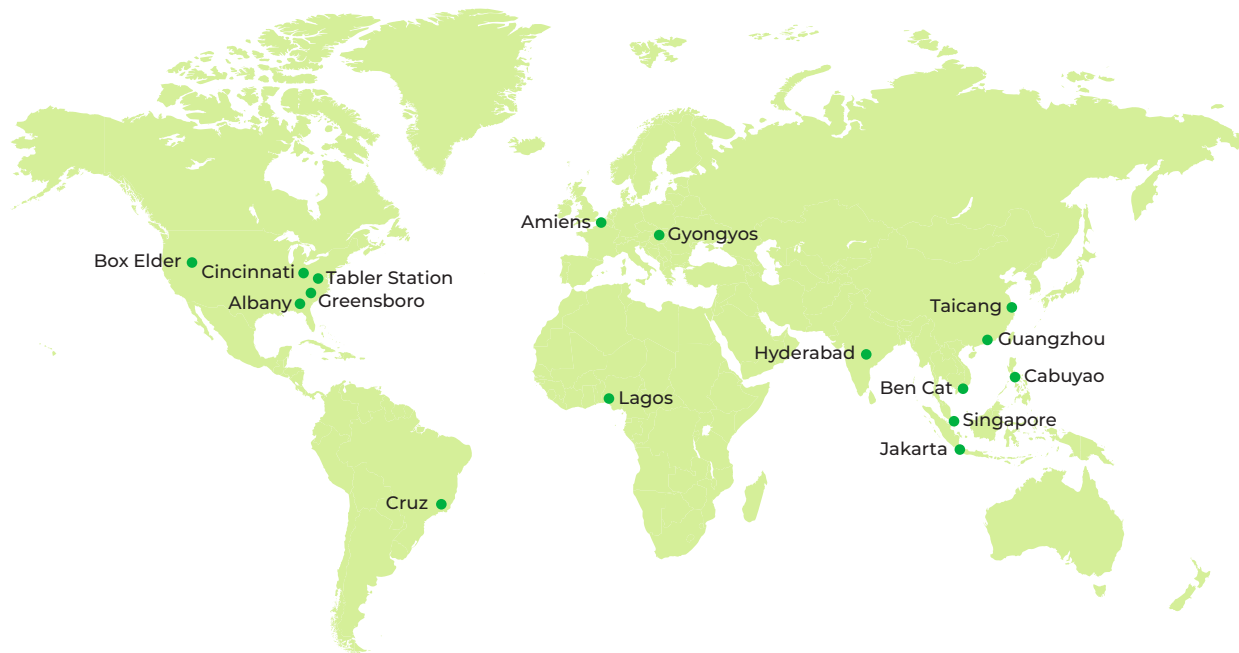 Amiens
Gyongyos
Box Elder
Cincinnati
Tabler Station
Greensboro
Albany
Taicang
Guangzhou
Hyderabad
Cabuyao
Ben Cat
Lagos
Singapore
Jakarta
Cruz